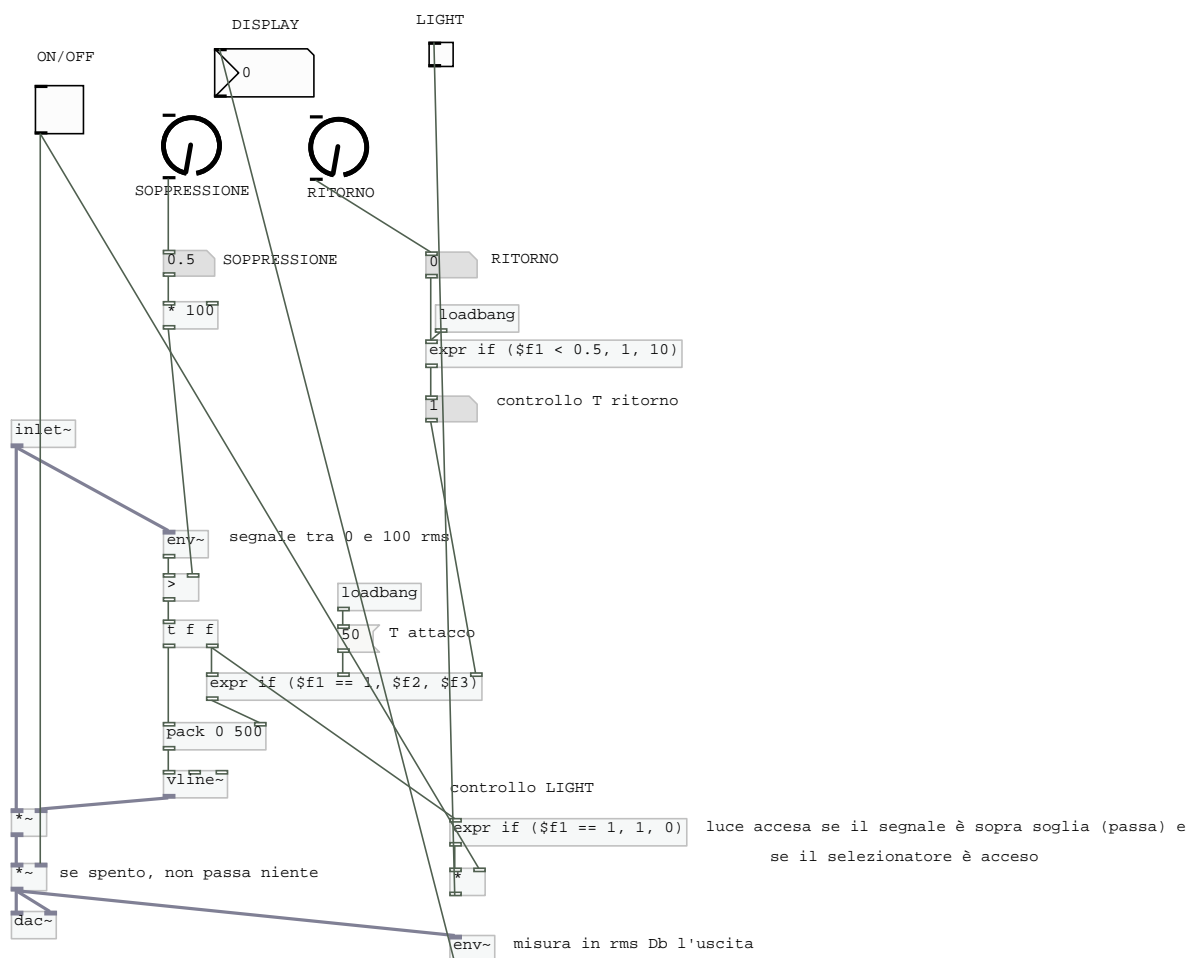 LIGHT
DISPLAY
ON/OFF
0
SOPPRESSIONE
RITORNO
0.5
SOPPRESSIONE
0
RITORNO
* 100
loadbang
expr if ($f1 < 0.5, 1, 10)
1
controllo T ritorno
inlet~
env~
segnale tra 0 e 100 rms
>
loadbang
t f f
50
T attacco
expr if ($f1 == 1, $f2, $f3)
pack 0 500
vline~
controllo LIGHT
*~
expr if ($f1 == 1, 1, 0)
luce accesa se il segnale è sopra soglia (passa) e
se il selezionatore è acceso
*~
se spento, non passa niente
*
dac~
env~
misura in rms Db l'uscita